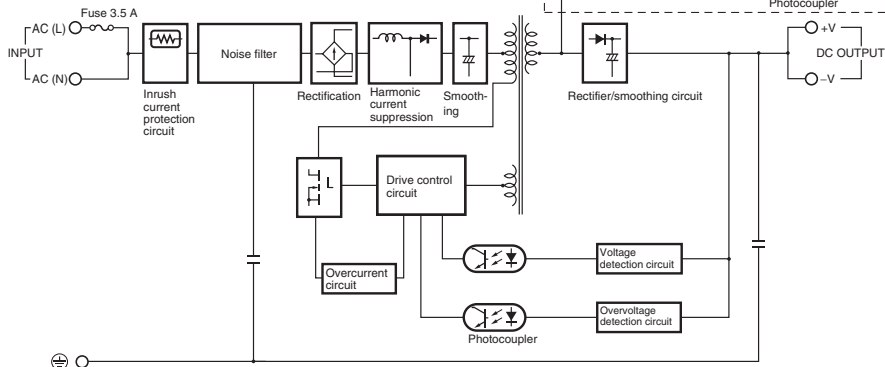 Photocoupler
Fuse 3.5 A
AC (L)
INPUT
AC (N)
Noise filter
Inrush
current
protection
circuit
Rectification
Harmonic
current
suppression
Smooth-
ing
Rectifier/smoothing circuit
+V
DC OUTPUT
–V
Drive control
circuit
Overcurrent
circuit
Voltage
detection circuit
Overvoltage
detection circuit
Photocoupler